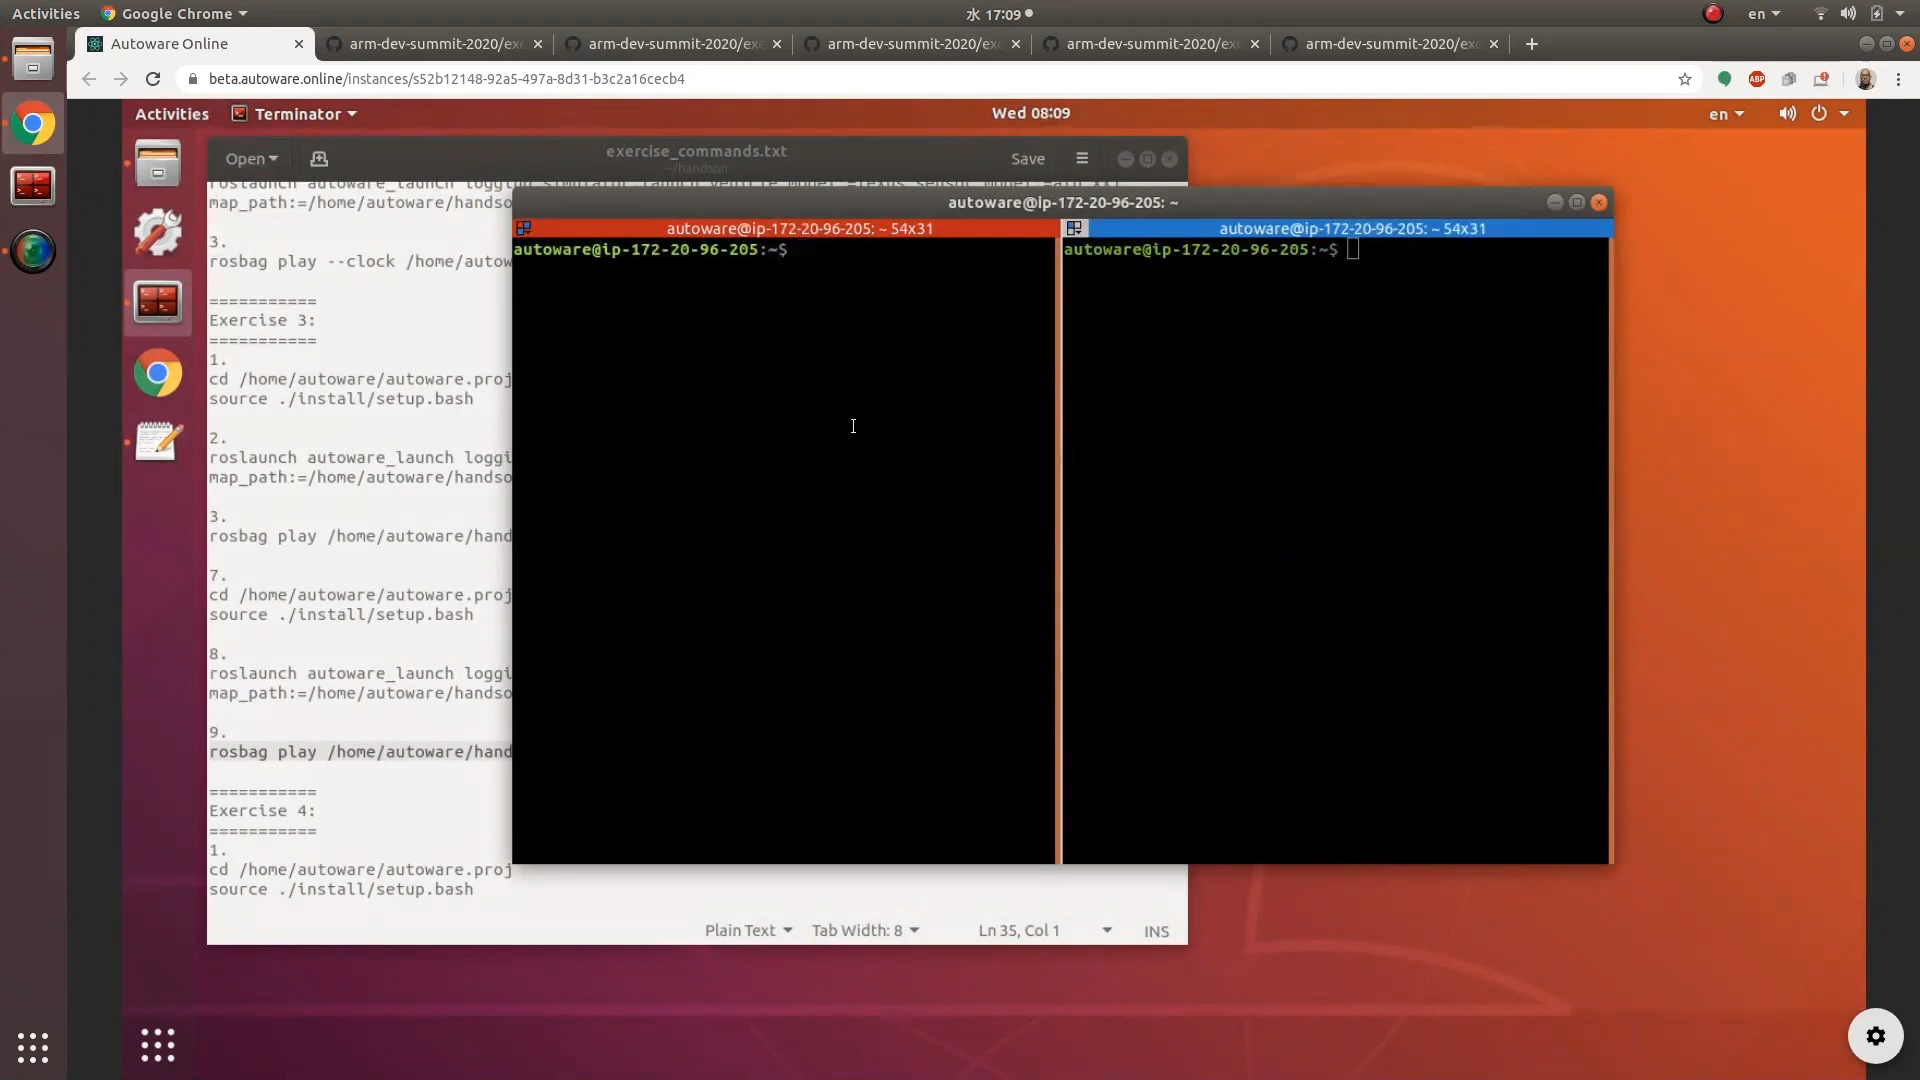 Activities
Google Chrome
水 17:09
en
Autoware Online
arm-dev-summit-2020/exe
arm-dev-summit-2020/exe
arm-dev-summit-2020/exe
arm-dev-summit-2020/exe
arm-dev-summit-2020/exe
beta.autoware.online/instances/s52b12148-92a5-497a-8d31-b3c2a16cecb4
ABP
Activities
Terminator
Wed 08:09
en
Open
exercise_commands.txt
~/handson
Save
map_path:=/home/autoware/handso
3.
rosbag play --clock /home/autow
===========
Exercise 3:
===========
1.
cd /home/autoware/autoware.proj
source ./install/setup.bash
2.
roslaunch autoware_launch loggi
map_path:=/home/autoware/handso
3.
rosbag play /home/autoware/hand
7.
cd /home/autoware/autoware.proj
source ./install/setup.bash
8.
roslaunch autoware_launch loggi
map_path:=/home/autoware/handso
9.
rosbag play /home/autoware/hand
===========
Exercise 4:
===========
1.
cd /home/autoware/autoware.proj
source ./install/setup.bash
Plain Text
Tab Width: 8
Ln 35, Col 1
INS
autoware@ip-172-20-96-205: ~
autoware@ip-172-20-96-205: ~ 54x31
autoware@ip-172-20-96-205:~$
autoware@ip-172-20-96-205: ~ 54x31
autoware@ip-172-20-96-205:~$